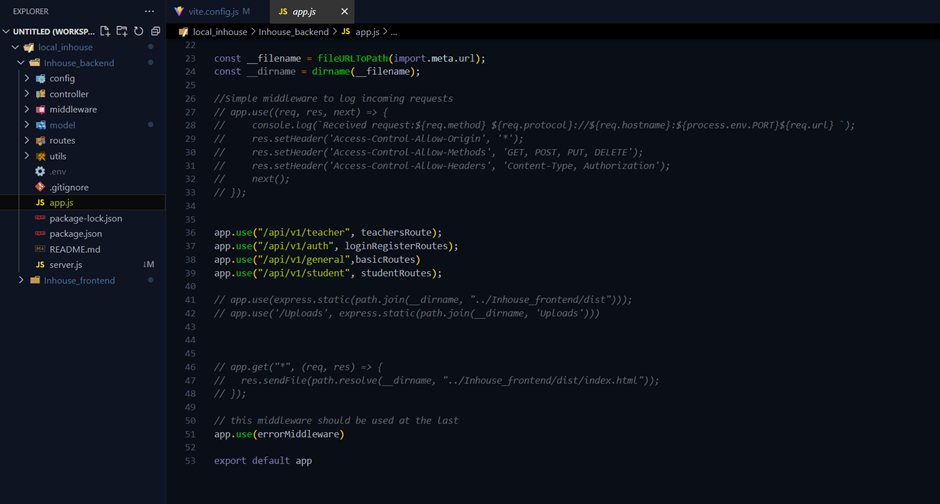 EXPLORER
...
vite.config.js M
JS app.js X
UNTITLED (WORKSP...
local_inhouse > Inhouse_backend > JS app.js > ...
local_inhouse
Inhouse_backend
config
controller
middleware
model
routes
utils
.env
.gitignore
JS app.js
package-lock.json
package.json
README.md
JS server.js ↓M
Inhouse_frontend
22
23 const __filename = fileURLToPath(import.meta.url);
24 const __dirname = dirname(__filename);
25
26 //Simple middleware to log incoming requests
27 // app.use((req, res, next) => {
28 //     console.log(`Received request:${req.method} ${req.protocol}://${req.hostname}:${process.env.PORT}${req.url} `);
29 //     res.setHeader('Access-Control-Allow-Origin', '*');
30 //     res.setHeader('Access-Control-Allow-Methods', 'GET, POST, PUT, DELETE');
31 //     res.setHeader('Access-Control-Allow-Headers', 'Content-Type, Authorization');
32 //     next();
33 // });
34
35
36 app.use("/api/v1/teacher", teachersRoute);
37 app.use("/api/v1/auth", loginRegisterRoutes);
38 app.use("/api/v1/general",basicRoutes)
39 app.use("/api/v1/student", studentRoutes);
40
41 // app.use(express.static(path.join(__dirname, "../Inhouse_frontend/dist")));
42 // app.use('/Uploads', express.static(path.join(__dirname, 'Uploads')))
43
44
45
46 // app.get("*", (req, res) => {
47 //   res.sendFile(path.resolve(__dirname, "../Inhouse_frontend/dist/index.html"));
48 // });
49
50 // this middleware should be used at the last
51 app.use(errorMiddleware)
52
53 export default app